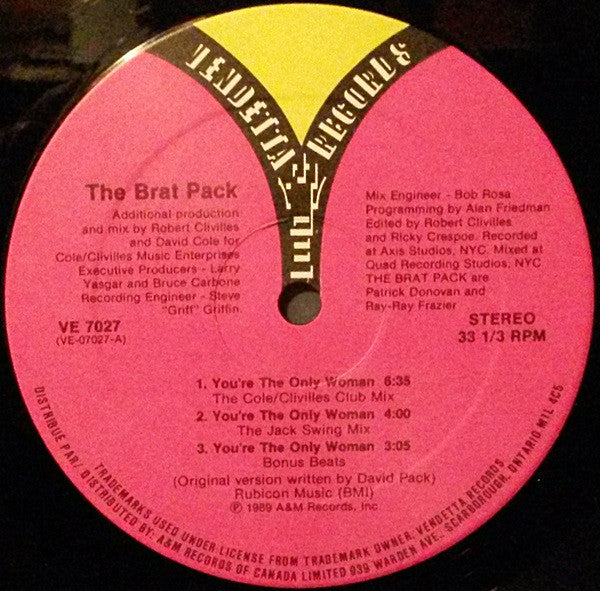 VENDETTA RECORDS
The Brat Pack
Additional production
and mix by Robert Clivilles
and David Cole for
Cole/Clivilles Music Enterprises
Executive Producers - Larry
Yasgar and Bruce Carbone
Recording Engineer - Steve
"Griff" Griffin
VE 7027
(VE-07027-A)
Mix Engineer - Bob Rosa
Programming by Alan Friedman
Edited by Robert Clivilles
and Ricky Crespoe. Recorded
at Axis Studios, NYC. Mixed at
Quad Recording Studios, NYC
THE BRAT PACK are
Patrick Donovan and
Ray-Ray Frazier
STEREO
33 1/3 RPM
1. You're The Only Woman 6:35
The Cole/Clivilles Club Mix
2. You're The Only Woman 4:00
The Jack Swing Mix
3. You're The Only Woman 3:05
Bonus Beats
(Original version written by David Pack)
Rubicon Music (BMI)
Ⓟ 1989 A&M Records, Inc
TRADEMARKS USED UNDER LICENSE FROM TRADEMARK OWNER, VENDETTA RECORDS
DISTRIBUE PAR/ DISTRIBUTED BY: A&M RECORDS OF CANADA LIMITED 939 WARDEN AVE., SCARBOROUGH, ONTARIO M1L 4C5